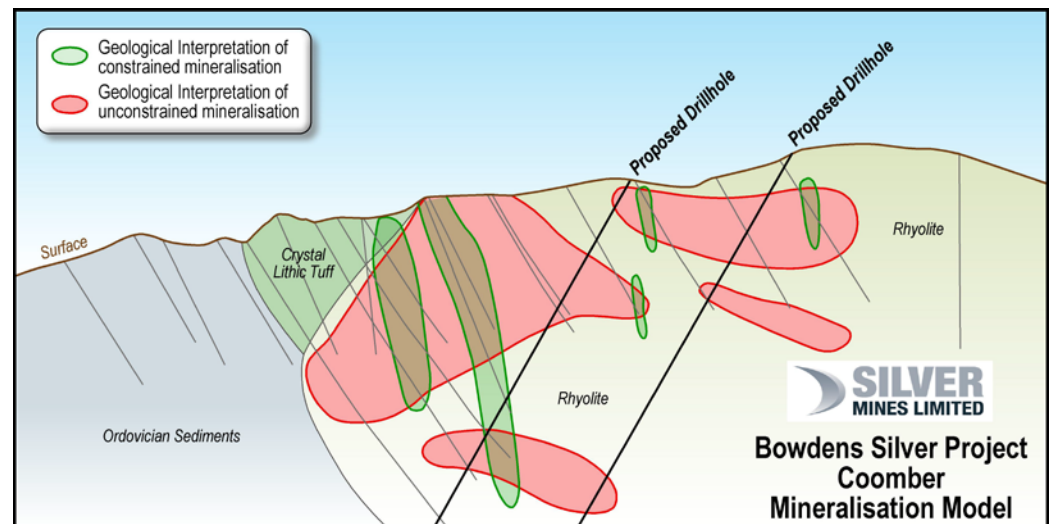 Geological Interpretation of
constrained mineralisation
Geological Interpretation of
unconstrained mineralisation
Proposed Drillhole
Proposed Drillhole
Surface
Crystal
Lithic Tuff
Rhyolite
Ordovician Sediments
Rhyolite
SILVER
MINES LIMITED
Bowdens Silver Project
Coomber
Mineralisation Model